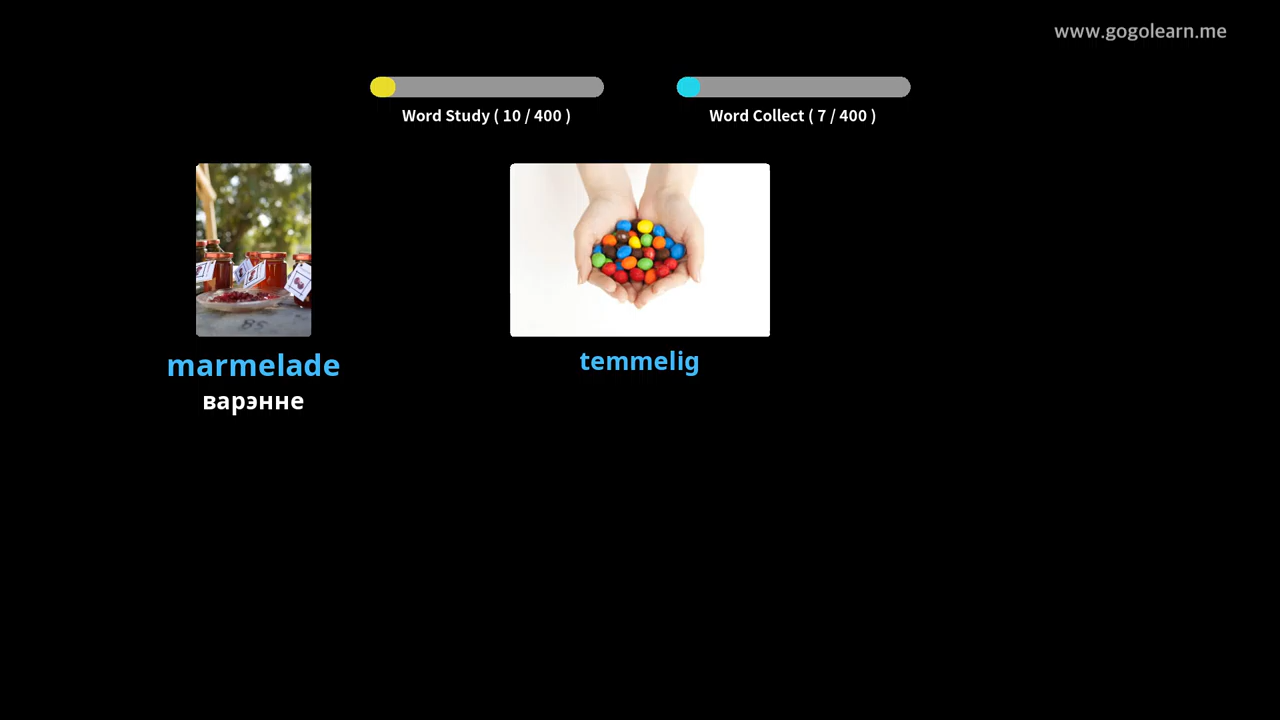 www.gogolearn.me
Word Study ( 10 / 400 )
Word Collect ( 7 / 400 )
marmelade
варэнне
temmelig